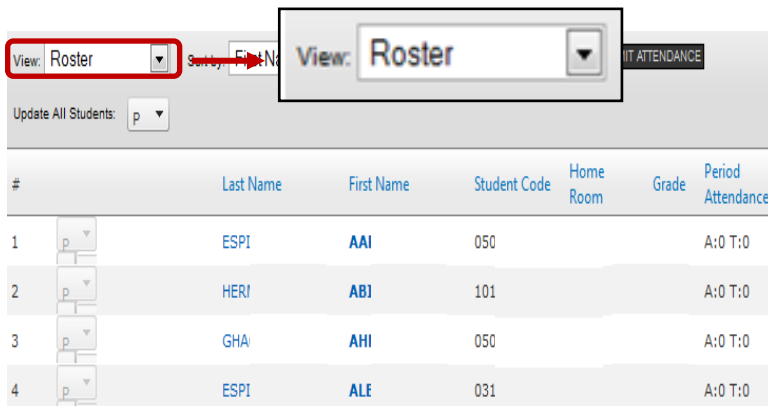 View: Roster
View: Roster
MIT ATTENDANCE
Update All Students: p
# Last Name First Name Student Code Home Room Grade Period Attendance
1 p ESPI AAI 050 A:0 T:0
2 p HER ABI 101 A:0 T:0
3 p GHA AHI 050 A:0 T:0
4 p ESPI ALE 031 A:0 T:0